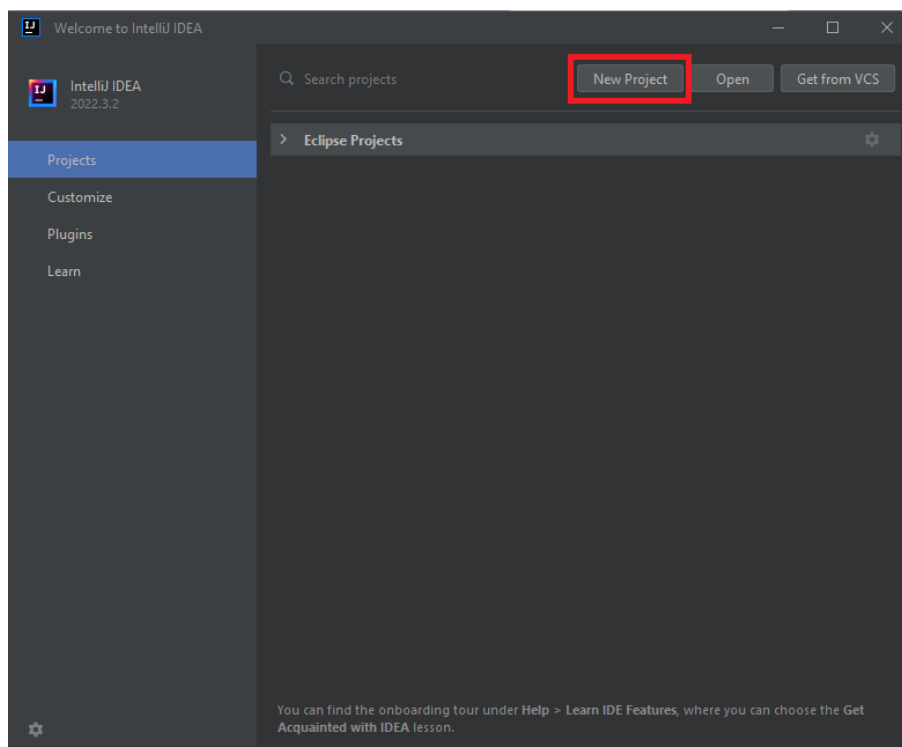 Welcome to IntelliJ IDEA
IntelliJ IDEA
2022.3.2
Search projects
New Project
Open
Get from VCS
Projects
Customize
Plugins
Learn
Eclipse Projects
You can find the onboarding tour under Help > Learn IDE Features, where you can choose the Get
Acquainted with IDEA lesson.